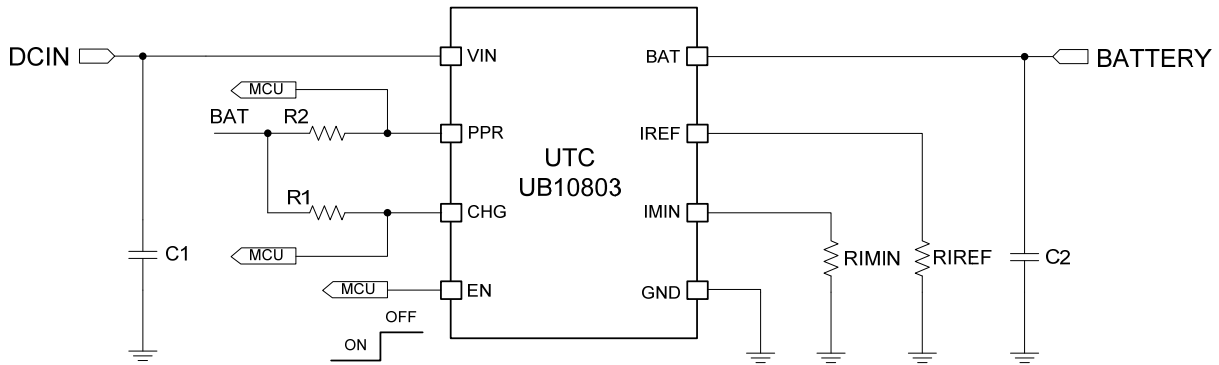 DCIN
VIN
BAT
BATTERY
MCU
BAT
R2
PPR
IREF
UTC
UB10803
R1
CHG
IMIN
MCU
C1
RIMIN
RIREF
C2
MCU
EN
GND
OFF
ON